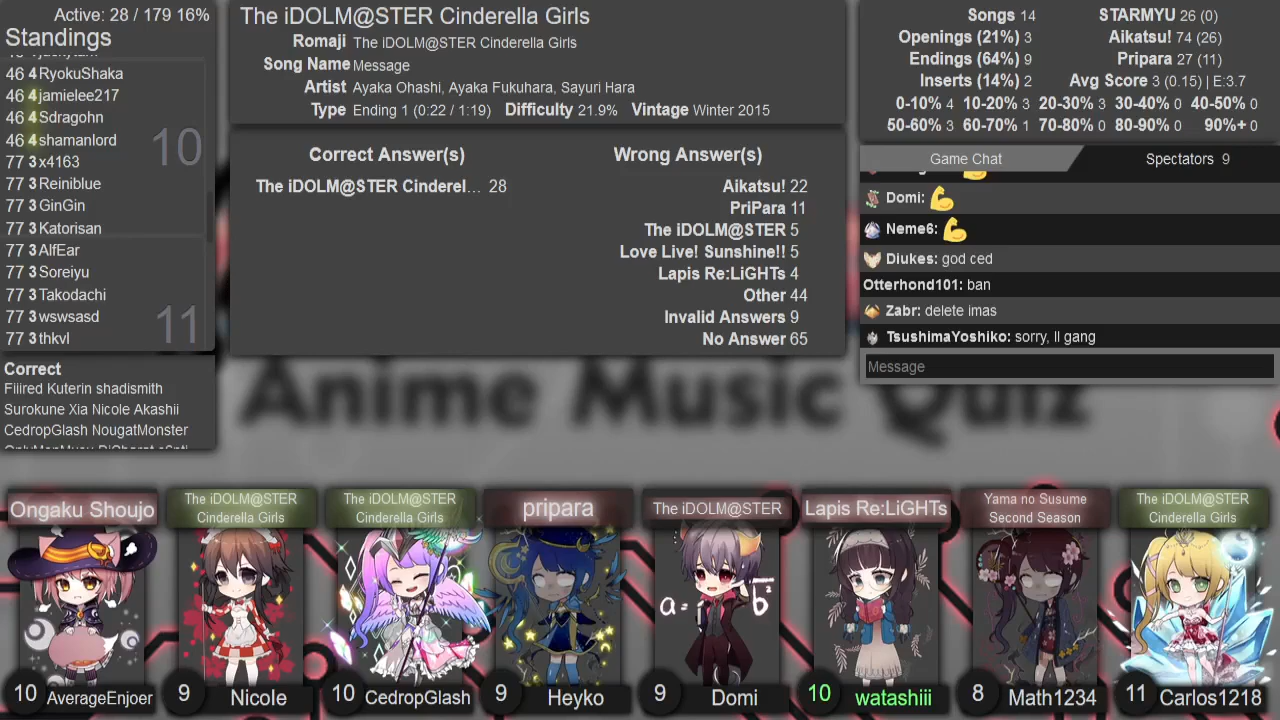 Active: 28 / 179 16%
Standings
46 4 RyokuShaka
46 4 jamielee217
46 4 Sdragohn
46 4 shamanlord
10
77 3 x4163
77 3 Reiniblue
77 3 GinGin
77 3 Katorisan
77 3 AlfEar
77 3 Soreiyu
77 3 Takodachi
77 3 wswsasd
11
77 3 thkvl
Correct
Fiiired Kuterin shadismith
Surokune Xia Nicole Akashii
CedropGlash NougatMonster
The iDOLM@STER Cinderella Girls
Romaji The iDOLM@STER Cinderella Girls
Song Name Message
Artist Ayaka Ohashi, Ayaka Fukuhara, Sayuri Hara
Type Ending 1 (0:22 / 1:19) Difficulty 21.9% Vintage Winter 2015
Correct Answer(s)
The iDOLM@STER Cinderel... 28
Wrong Answer(s)
Aikatsu! 22
PriPara 11
The iDOLM@STER 5
Love Live! Sunshine!! 5
Lapis Re:LiGHTs 4
Other 44
Invalid Answers 9
No Answer 65
Songs 14 STARMYU 26 (0)
Openings (21%) 3 Aikatsu! 74 (26)
Endings (64%) 9 Pripara 27 (11)
Inserts (14%) 2 Avg Score 3 (0.15) | E:3.7
0-10% 4 10-20% 3 20-30% 3 30-40% 0 40-50% 0
50-60% 3 60-70% 1 70-80% 0 80-90% 0 90%+ 0
Game Chat Spectators 9
Domi: 💪
Neme6: 💪
Diukes: god ced
Otterhond101: ban
Zabr: delete imas
TsushimaYoshiko: sorry, ll gang
Message
Anime Music Quiz
Ongaku Shoujo
The iDOLM@STER
Cinderella Girls
The iDOLM@STER
Cinderella Girls
pripara
The iDOLM@STER
Lapis Re:LiGHTs
Yama no Susume
Second Season
The iDOLM@STER
Cinderella Girls
a= b²
10 AverageEnjoer
9 Nicole
10 CedropGlash
9 Heyko
9 Domi
10 watashiii
8 Math1234
11 Carlos1218